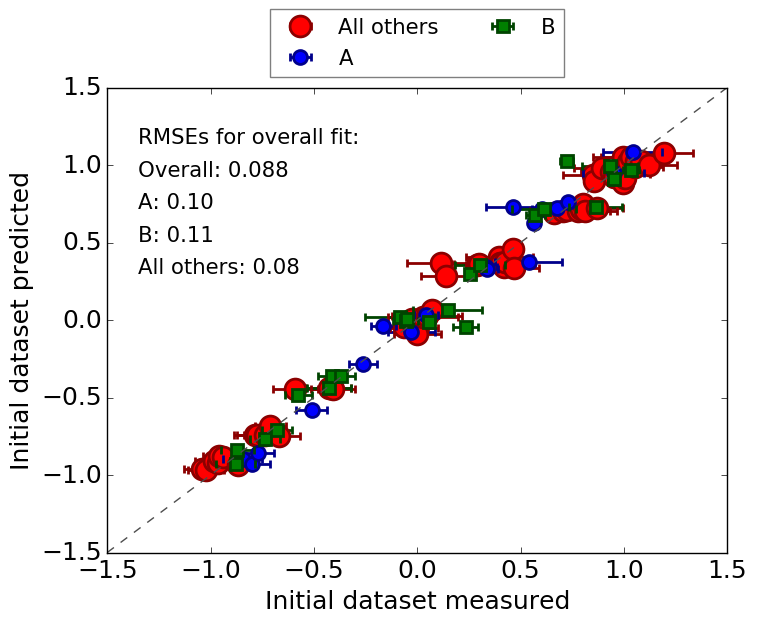 All others
A
B
1.5
1.0
0.5
0.0
−0.5
−1.0
−1.5
Initial dataset predicted
RMSEs for overall fit:
Overall: 0.088
A: 0.10
B: 0.11
All others: 0.08
−1.5 −1.0 −0.5 0.0 0.5 1.0 1.5
Initial dataset measured